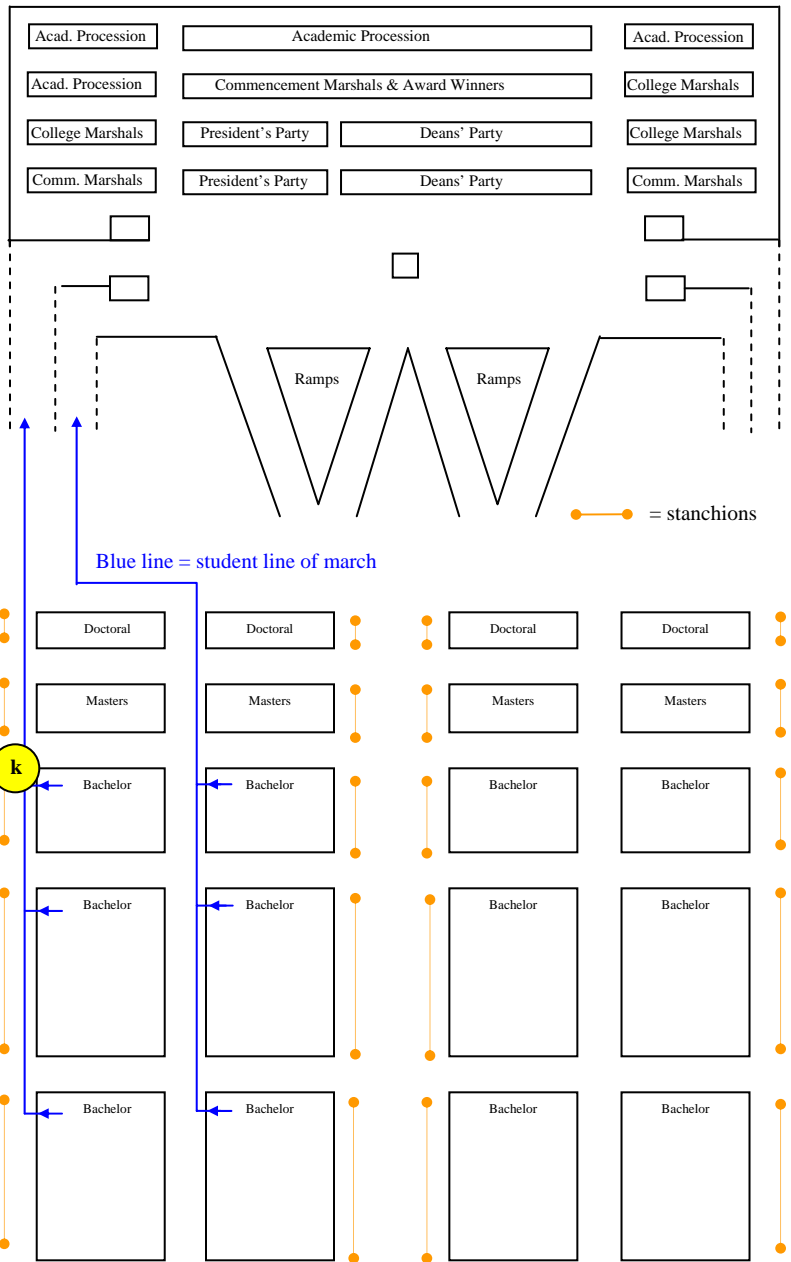 Acad. Procession Academic Procession Acad. Procession
Acad. Procession Commencement Marshals & Award Winners College Marshals
College Marshals President's Party Deans' Party College Marshals
Comm. Marshals President's Party Deans' Party Comm. Marshals
Ramps Ramps
= stanchions
Blue line = student line of march
Doctoral Doctoral Doctoral Doctoral
Masters Masters Masters Masters
k
Bachelor Bachelor Bachelor Bachelor
Bachelor Bachelor Bachelor Bachelor
Bachelor Bachelor Bachelor Bachelor